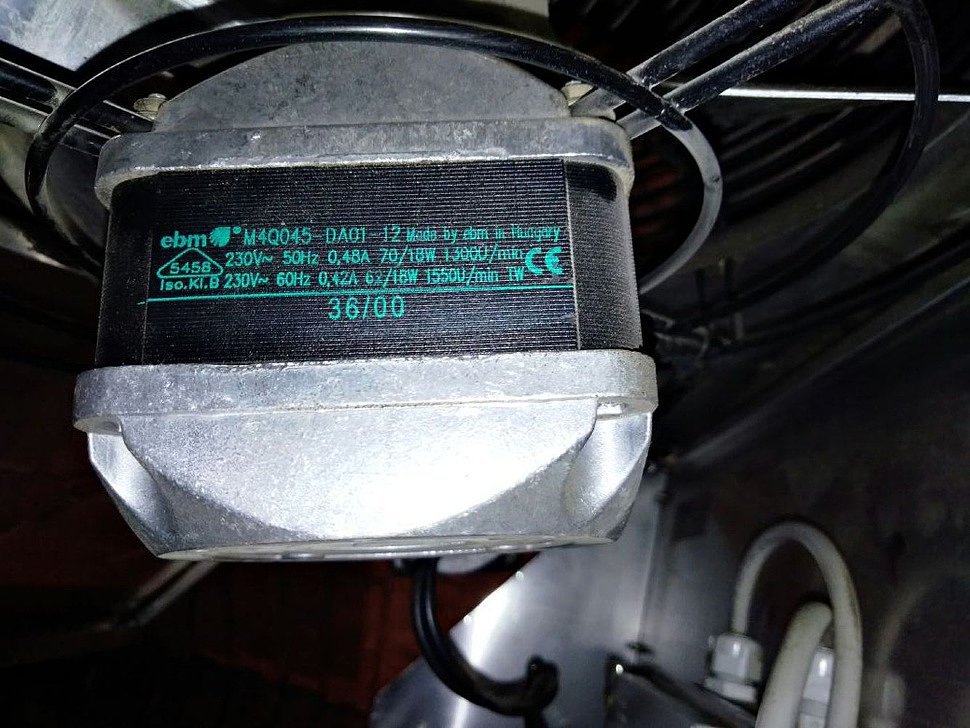 ebm M4Q045 DA01 12 Made by ebm in Hungary
5458 230V~ 50Hz 0,48A 70/18W 1300U/min CE
Iso.Kl.B 230V~ 60Hz 0,42A 62/18W 1550U/min TW
36/00